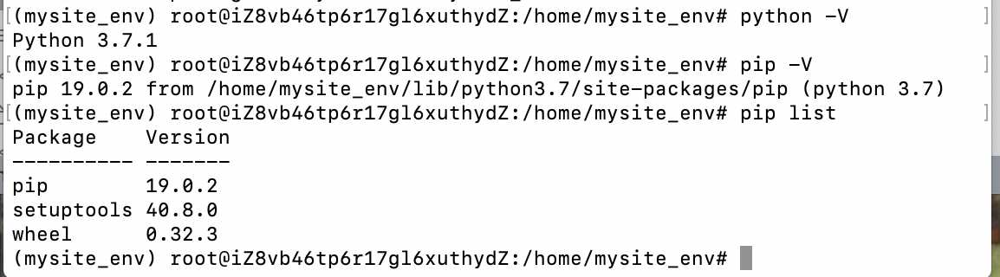 [(mysite_env) root@iZ8vb46tp6r17gl6xuthydZ:/home/mysite_env# python -V ]
Python 3.7.1
[(mysite_env) root@iZ8vb46tp6r17gl6xuthydZ:/home/mysite_env# pip -V ]
pip 19.0.2 from /home/mysite_env/lib/python3.7/site-packages/pip (python 3.7)
[(mysite_env) root@iZ8vb46tp6r17gl6xuthydZ:/home/mysite_env# pip list ]
Package    Version
---------- -------
pip        19.0.2
setuptools 40.8.0
wheel      0.32.3
(mysite_env) root@iZ8vb46tp6r17gl6xuthydZ:/home/mysite_env#